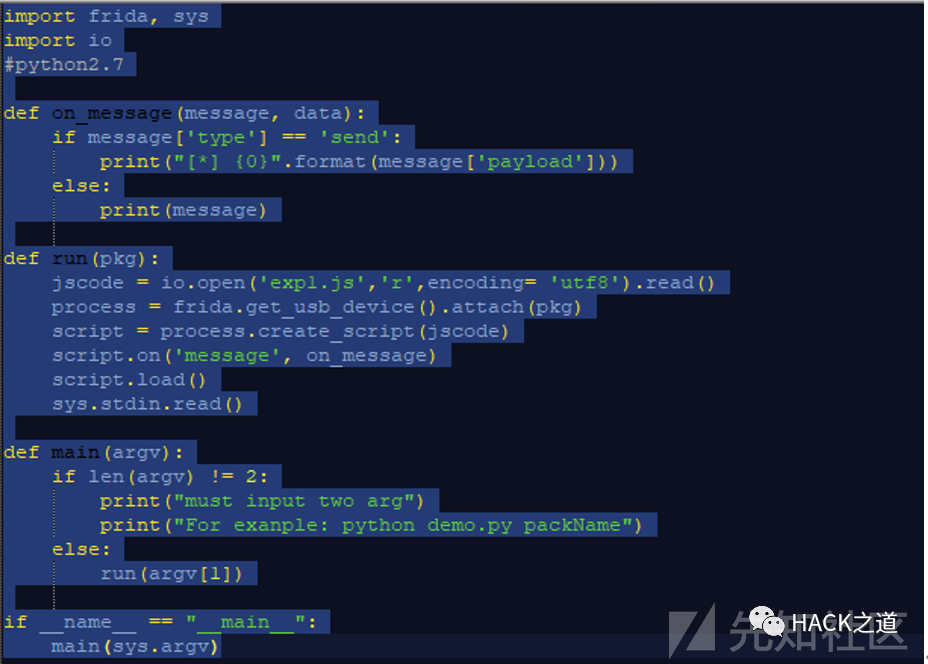 import frida, sys
import io
#python2.7
def on_message(message, data):
    if message['type'] == 'send':
        print("[*] {0}".format(message['payload']))
    else:
        print(message)
def run(pkg):
    jscode = io.open('expl.js','r',encoding= 'utf8').read()
    process = frida.get_usb_device().attach(pkg)
    script = process.create_script(jscode)
    script.on('message', on_message)
    script.load()
    sys.stdin.read()
def main(argv):
    if len(argv) != 2:
        print("must input two arg")
        print("For exanple: python demo.py packName")
    else:
        run(argv[1])
if __name__ == "__main__":
    main(sys.argv)
先知社区
HACK之道